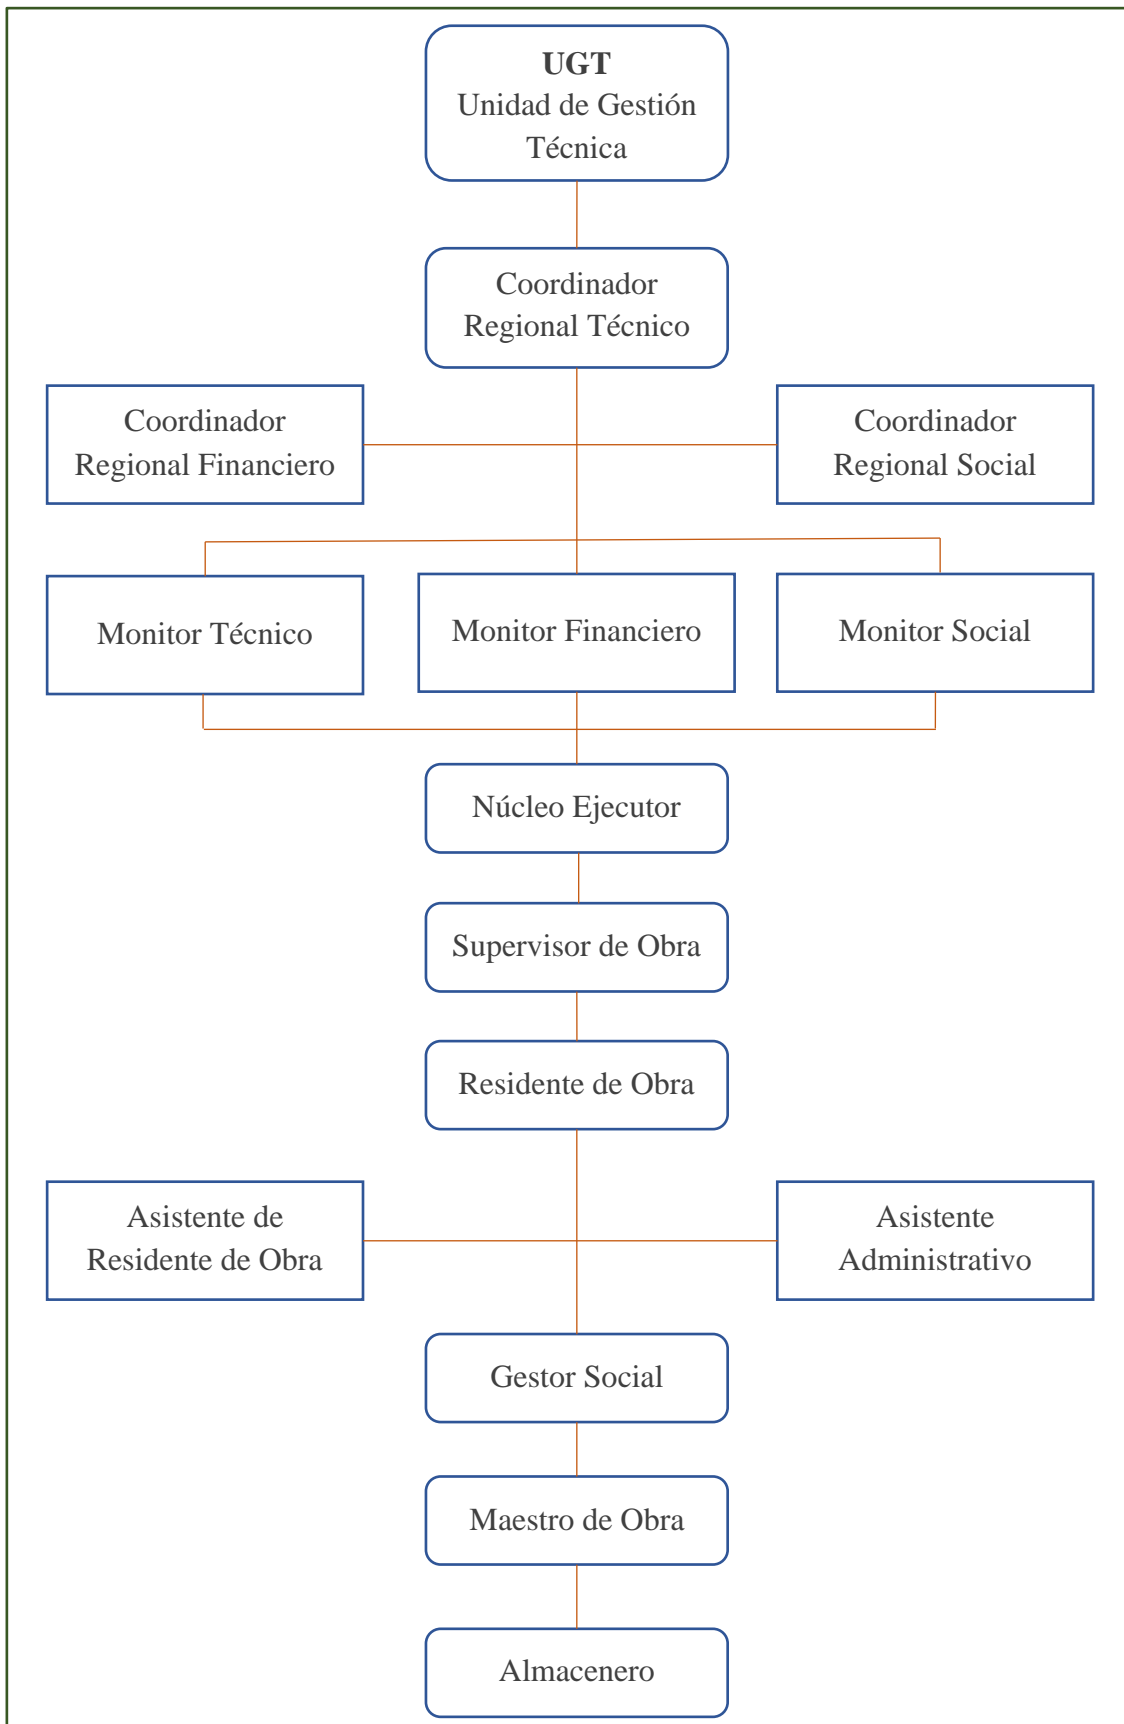 UGT
Unidad de Gestión
Técnica
Coordinador
Regional Técnico
Coordinador
Regional Financiero
Coordinador
Regional Social
Monitor Técnico
Monitor Financiero
Monitor Social
Núcleo Ejecutor
Supervisor de Obra
Residente de Obra
Asistente de
Residente de Obra
Asistente
Administrativo
Gestor Social
Maestro de Obra
Almacenero